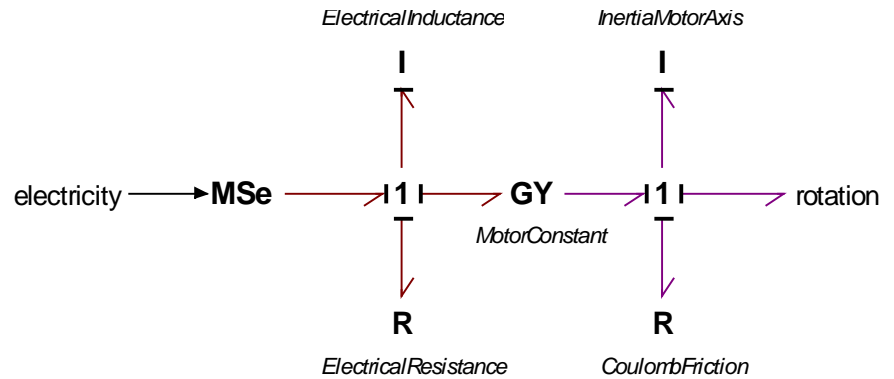 ElectricalInductance InertiaMotorAxis
I I
electricity MSe 1 GY 1 rotation
MotorConstant
R R
ElectricalResistance CoulombFriction